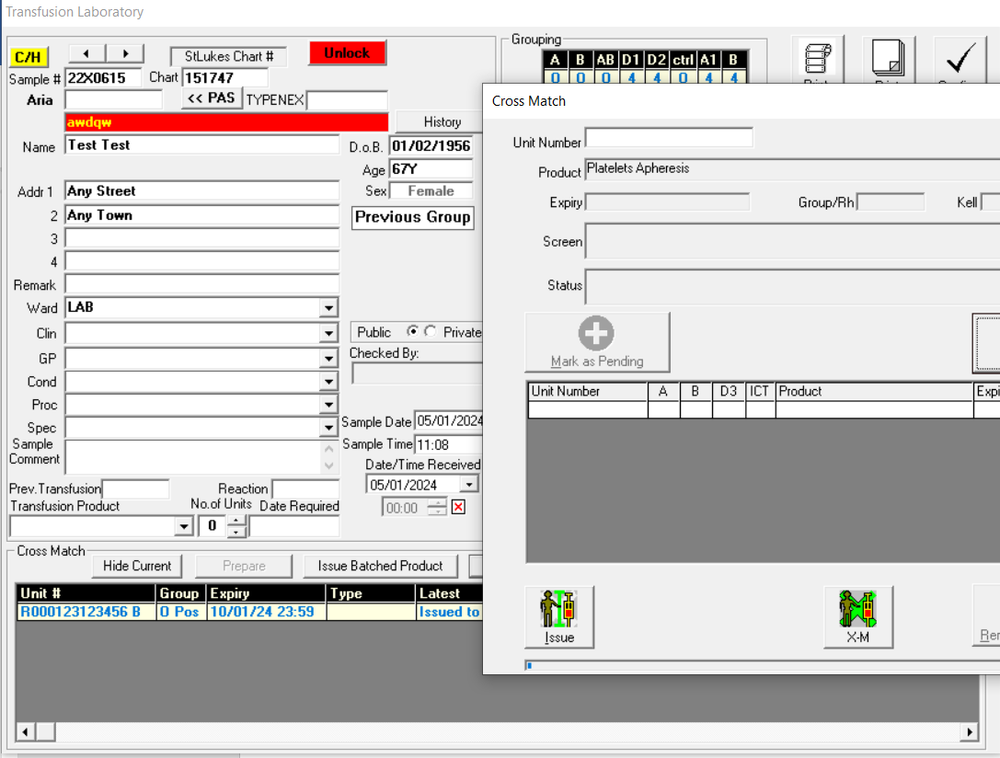 Transfusion Laboratory
C/H
StLukes Chart #
Unlock
Sample # 22X0615 Chart 151747
Aria << PAS TYPENEX
awdqw
History
Name Test Test
D.o.B. 01/02/1956
Age 67Y
Sex Female
Addr 1 Any Street
2 Any Town
Previous Group
3
4
Remark
Ward LAB
Clin
Public Private
GP
Checked By:
Cond
Proc
Spec
Sample Date 05/01/2024
Sample Comment
Sample Time 11:08
Date/Time Received
05/01/2024
00:00
Prev.Transfusion Reaction
Transfusion Product No.of Units Date Required
0
Cross Match
Hide Current Prepare Issue Batched Product
Unit # Group Expiry Type Latest
R000123123456 B O Pos 10/01/24 23:59 Issued to
Grouping
A B AB D1 D2 ctrl A1 B
0 0 0 4 4 0 4 4
Cross Match
Unit Number
Product Platelets Apheresis
Expiry Group/Rh Kell
Screen
Status
Mark as Pending
Unit Number A B D3 ICT Product Expi
Issue
X-M
Rer